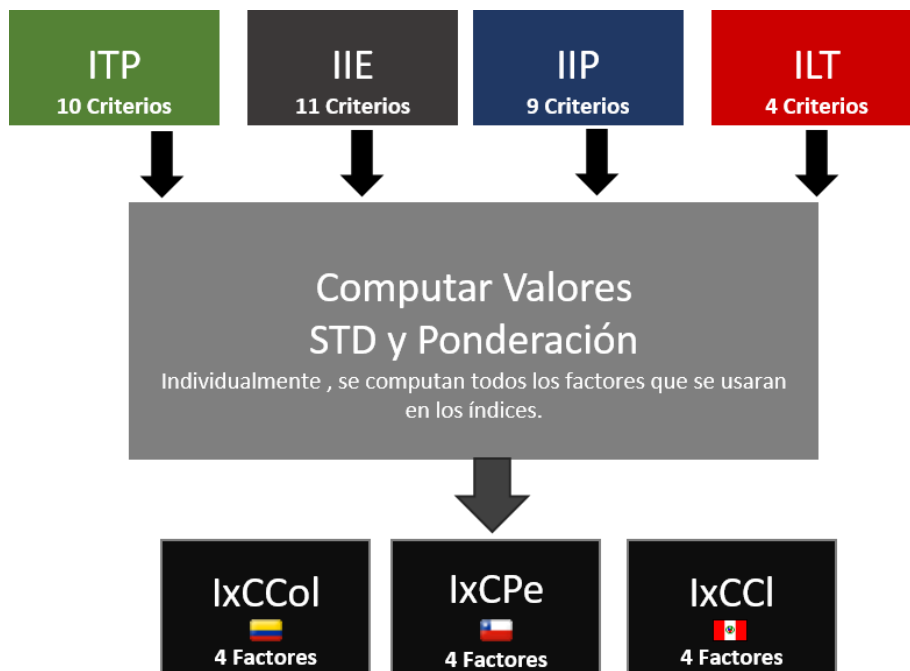 ITP
10 Criterios
IIE
11 Criterios
IIP
9 Criterios
ILT
4 Criterios
Computar Valores
STD y Ponderación
Individualmente , se computan todos los factores que se usaran
en los índices.
IxCCol
4 Factores
IxCPe
4 Factores
IxCCl
4 Factores